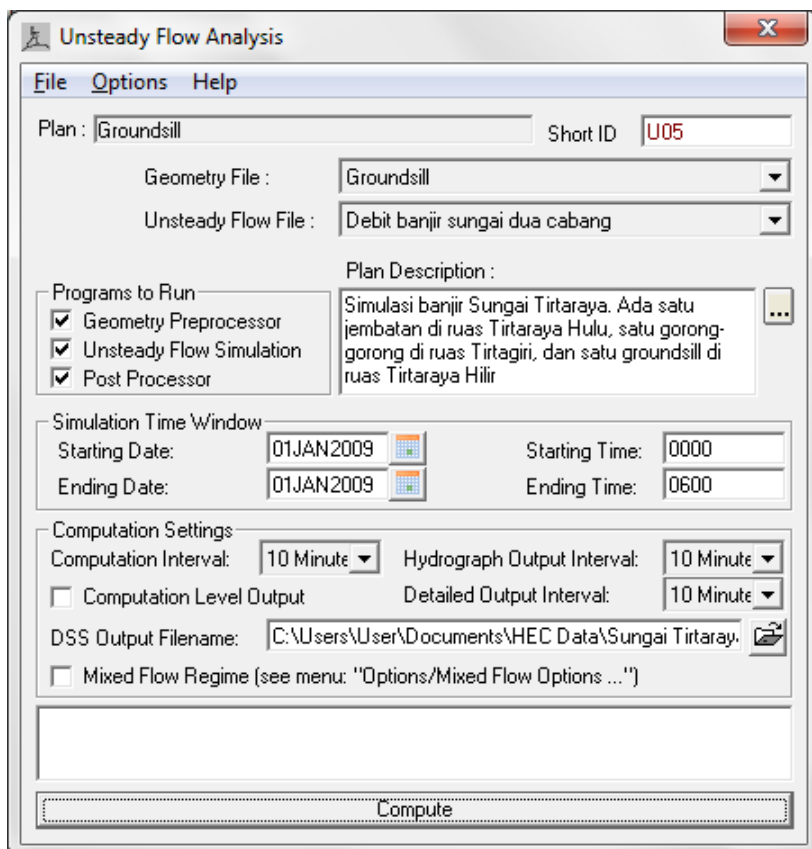 Unsteady Flow Analysis
File Options Help
Plan : Groundsill Short ID U05
Geometry File : Groundsill
Unsteady Flow File : Debit banjir sungai dua cabang
Plan Description :
Programs to Run
Geometry Preprocessor
Unsteady Flow Simulation
Post Processor
Simulasi banjir Sungai Tirtaraya. Ada satu
jembatan di ruas Tirtaraya Hulu, satu gorong-
gorong di ruas Tirtagiri, dan satu groundsill di
ruas Tirtaraya Hilir
...
Simulation Time Window
Starting Date: 01JAN2009 Starting Time: 0000
Ending Date: 01JAN2009 Ending Time: 0600
Computation Settings
Computation Interval: 10 Minute Hydrograph Output Interval: 10 Minute
Computation Level Output Detailed Output Interval: 10 Minute
DSS Output Filename: C:\Users\User\Documents\HEC Data\Sungai Tirtaray
Mixed Flow Regime (see menu: "Options/Mixed Flow Options ...")
Compute